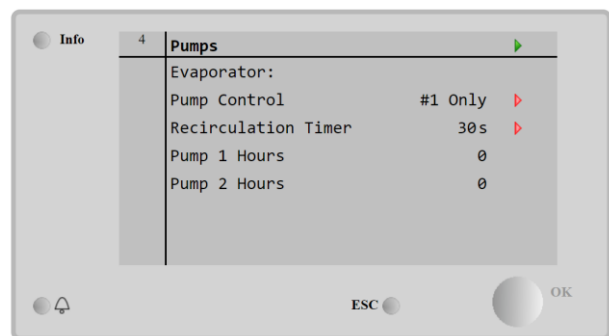 Info
4 Pumps
Evaporator:
Pump Control #1 Only
Recirculation Timer 30s
Pump 1 Hours 0
Pump 2 Hours 0
ESC
OK